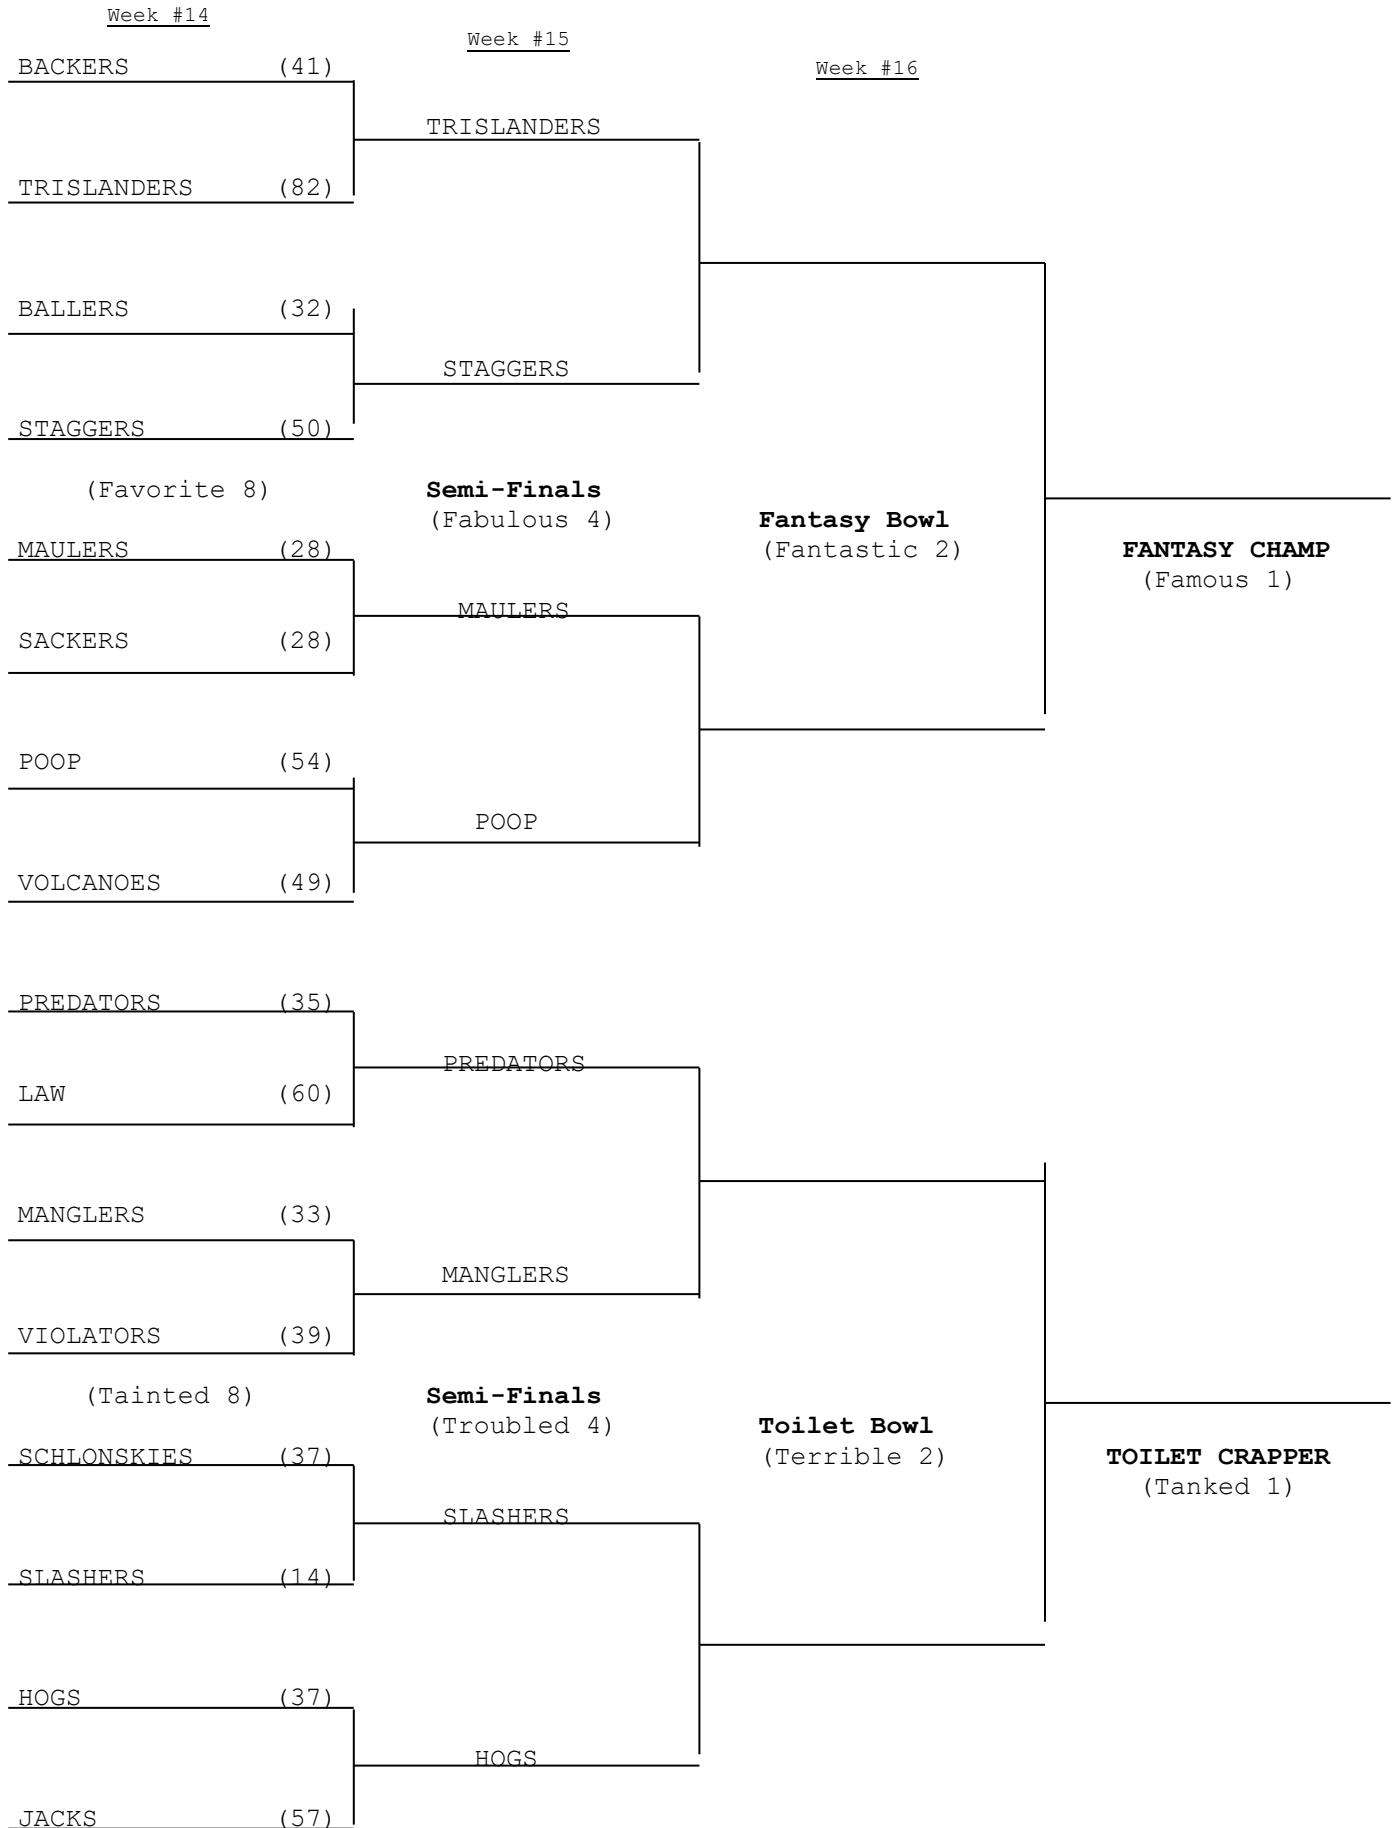 Week #14
Week #15
BACKERS (41)
Week #16
TRISLANDERS
TRISLANDERS (82)
BALLERS (32)
STAGGERS
STAGGERS (50)
(Favorite 8) Semi-Finals
(Fabulous 4) Fantasy Bowl
MAULERS (28) (Fantastic 2) FANTASY CHAMP
(Famous 1)
MAULERS
SACKERS (28)
POOP (54)
POOP
VOLCANOES (49)
PREDATORS (35)
PREDATORS
LAW (60)
MANGLERS (33)
MANGLERS
VIOLATORS (39)
(Tainted 8) Semi-Finals
(Troubled 4) Toilet Bowl
SCHLONSKIES (37) (Terrible 2) TOILET CRAPPER
(Tanked 1)
SLASHERS
SLASHERS (14)
HOGS (37)
HOGS
JACKS (57)